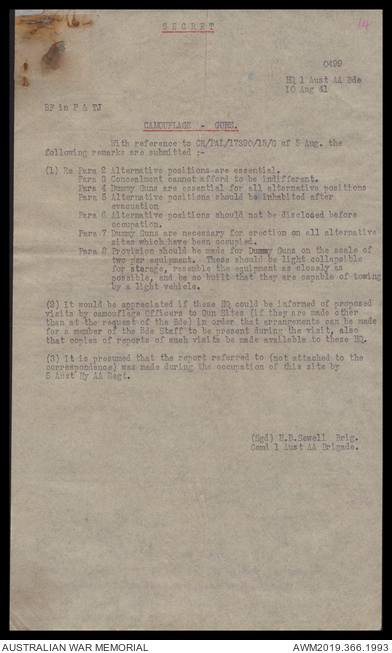 S E C R E T
14
0499
HQ 1 Aust AA Bde
10 Aug 41
BF in P & TJ
CAMOUFLAGE - GUNS.
With reference to CR/PAL/17390/18/G of 5 Aug. the
following remarks are submitted :-
(1) Re Para 2 Alternative positions are essential.
Para 3 Concealment cannot afford to be indifferent.
Para 4 Dummy Guns are essential for all alternative positions
Para 5 Alternative positions should be inhabited after
evacuation
Para 6 Alternative positions should not be disclosed before
occupation.
Para 7 Dummy Guns are necessary for erection on all alternative
sites which have been occupied.
Para 8 Provision should be made for Dummy Guns on the scale of
two per equipment. These should be light collapsible
for storage, resemble the equipment as closely as
possible, and be so built that they are capable of towing
by a light vehicle.
(2) It would be appreciated if these HQ could be informed of proposed
visits by camouflage Officers to Gun Sites (if they are made other
than at the request of the Bde) in order that arrangements can be made
for a member of the Bde Staff to be present during the visit, also
that copies of reports of such visits be made available to these HQ.
(3) It is presumed that the report referred to (not attached to the
correspondence) was made during the occupation of this site by
5 Aust Hy AA Regt.
(Sgd) H.B.Sewell Brig.
Comd 1 Aust AA Brigade.
AUSTRALIAN WAR MEMORIAL
AWM2019.366.1993